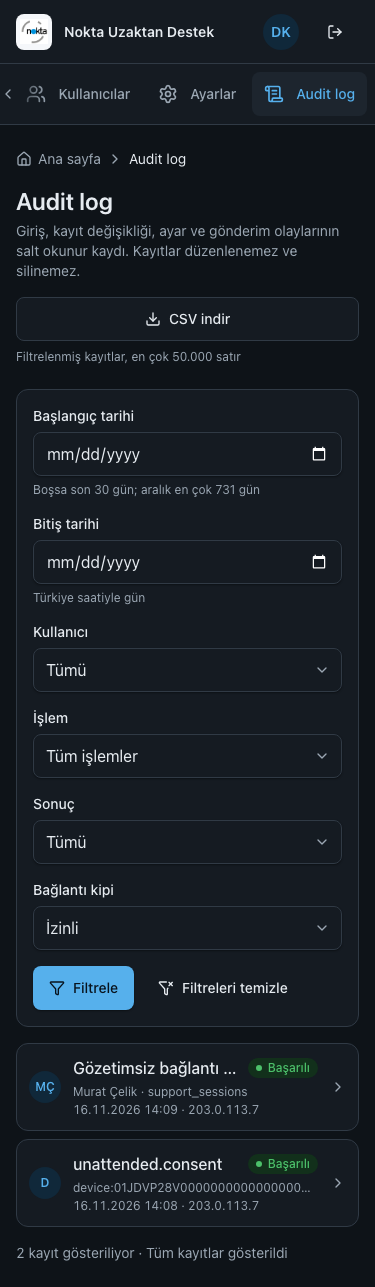 nokta
Nokta Uzaktan Destek
DK
Kullanıcılar
Ayarlar
Audit log
Ana sayfa
Audit log
Audit log
Giriş, kayıt değişikliği, ayar ve gönderim olaylarının
salt okunur kaydı. Kayıtlar düzenlenemez ve
silinemez.
CSV indir
Filtrelenmiş kayıtlar, en çok 50.000 satır
Başlangıç tarihi
mm/dd/yyyy
Boşsa son 30 gün; aralık en çok 731 gün
Bitiş tarihi
mm/dd/yyyy
Türkiye saatiyle gün
Kullanıcı
Tümü
İşlem
Tüm işlemler
Sonuç
Tümü
Bağlantı kipi
İzinli
Filtrele
Filtreleri temizle
MÇ
Gözetimsiz bağlantı ...
Başarılı
Murat Çelik · support_sessions
16.11.2026 14:09 · 203.0.113.7
D
unattended.consent
Başarılı
device:01JDVP28V0000000000000000...
16.11.2026 14:08 · 203.0.113.7
2 kayıt gösteriliyor · Tüm kayıtlar gösterildi